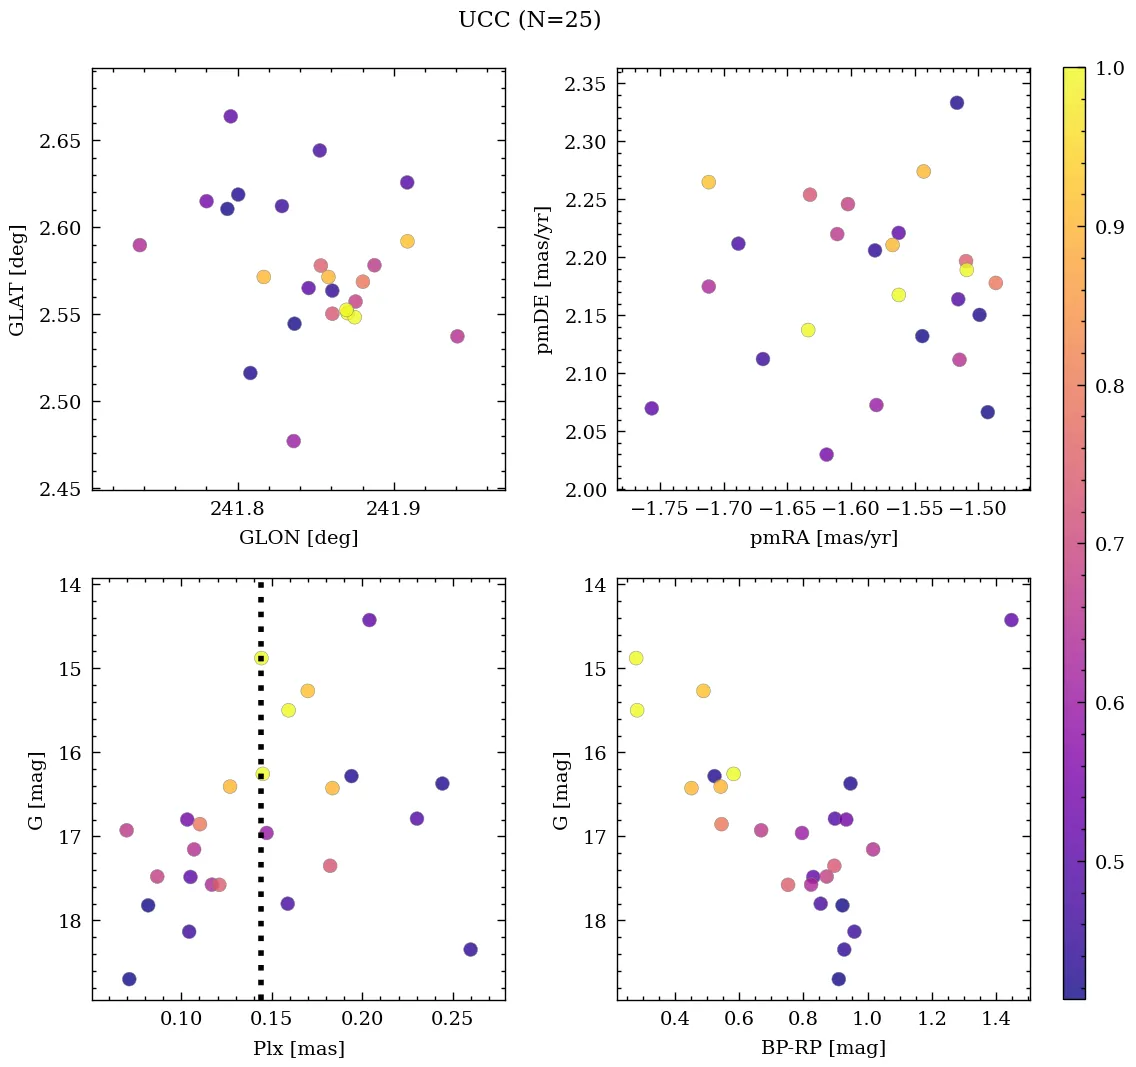 UCC (N=25)
2.65
2.60
2.55
2.50
2.45
GLAT [deg]
241.8 241.9
GLON [deg]
2.35
2.30
2.25
2.20
2.15
2.10
2.05
2.00
pmDE [mas/yr]
−1.75 −1.70 −1.65 −1.60 −1.55 −1.50
pmRA [mas/yr]
1.0
0.9
0.8
0.7
0.6
0.5
14
15
16
17
18
G [mag]
0.10 0.15 0.20 0.25
Plx [mas]
14
15
16
17
18
G [mag]
0.4 0.6 0.8 1.0 1.2 1.4
BP-RP [mag]